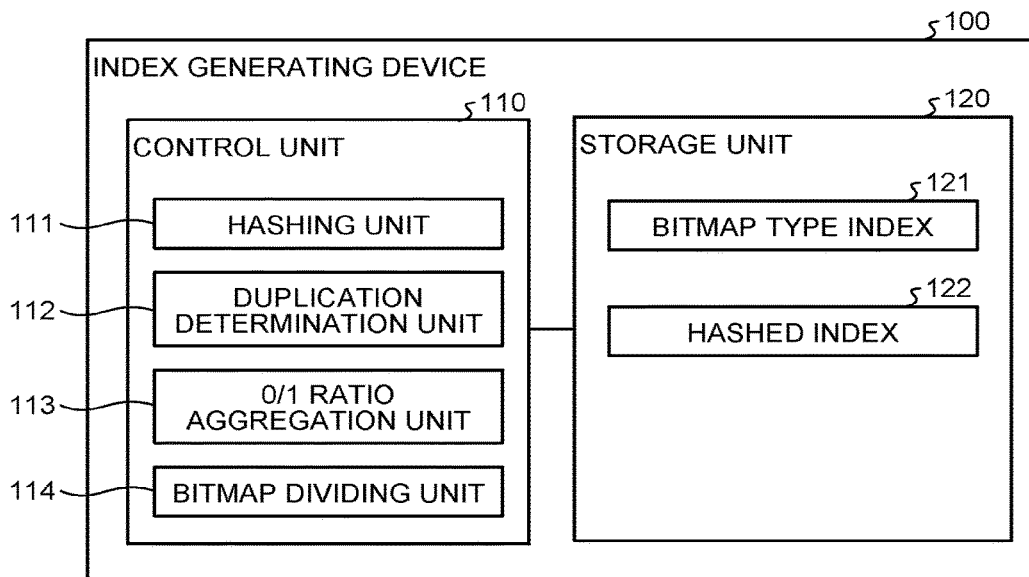 100
INDEX GENERATING DEVICE
110
CONTROL UNIT
111
HASHING UNIT
112
DUPLICATION
DETERMINATION UNIT
113
0/1 RATIO
AGGREGATION UNIT
114
BITMAP DIVIDING UNIT
120
STORAGE UNIT
121
BITMAP TYPE INDEX
122
HASHED INDEX